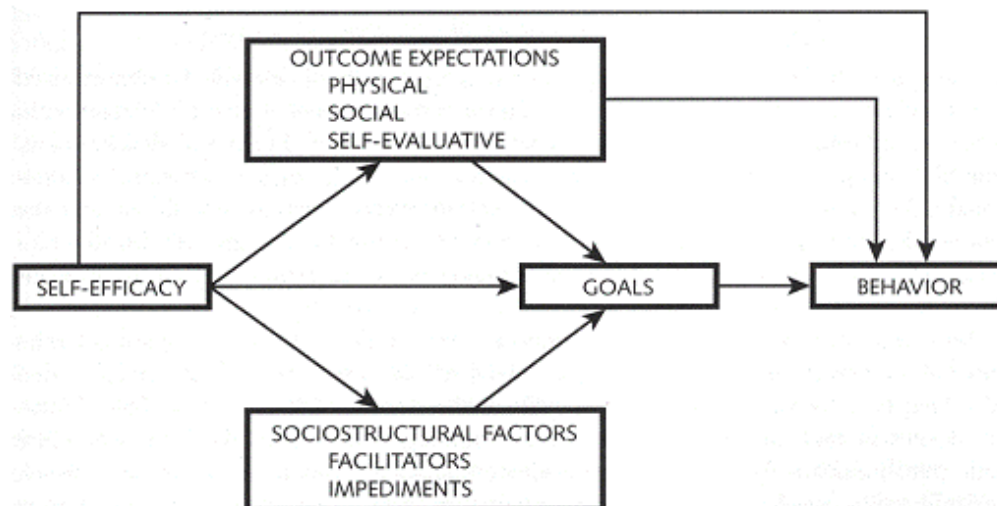 OUTCOME EXPECTATIONS
PHYSICAL
SOCIAL
SELF-EVALUATIVE
SELF-EFFICACY
GOALS
BEHAVIOR
SOCIOSTRUCTURAL FACTORS
FACILITATORS
IMPEDIMENTS